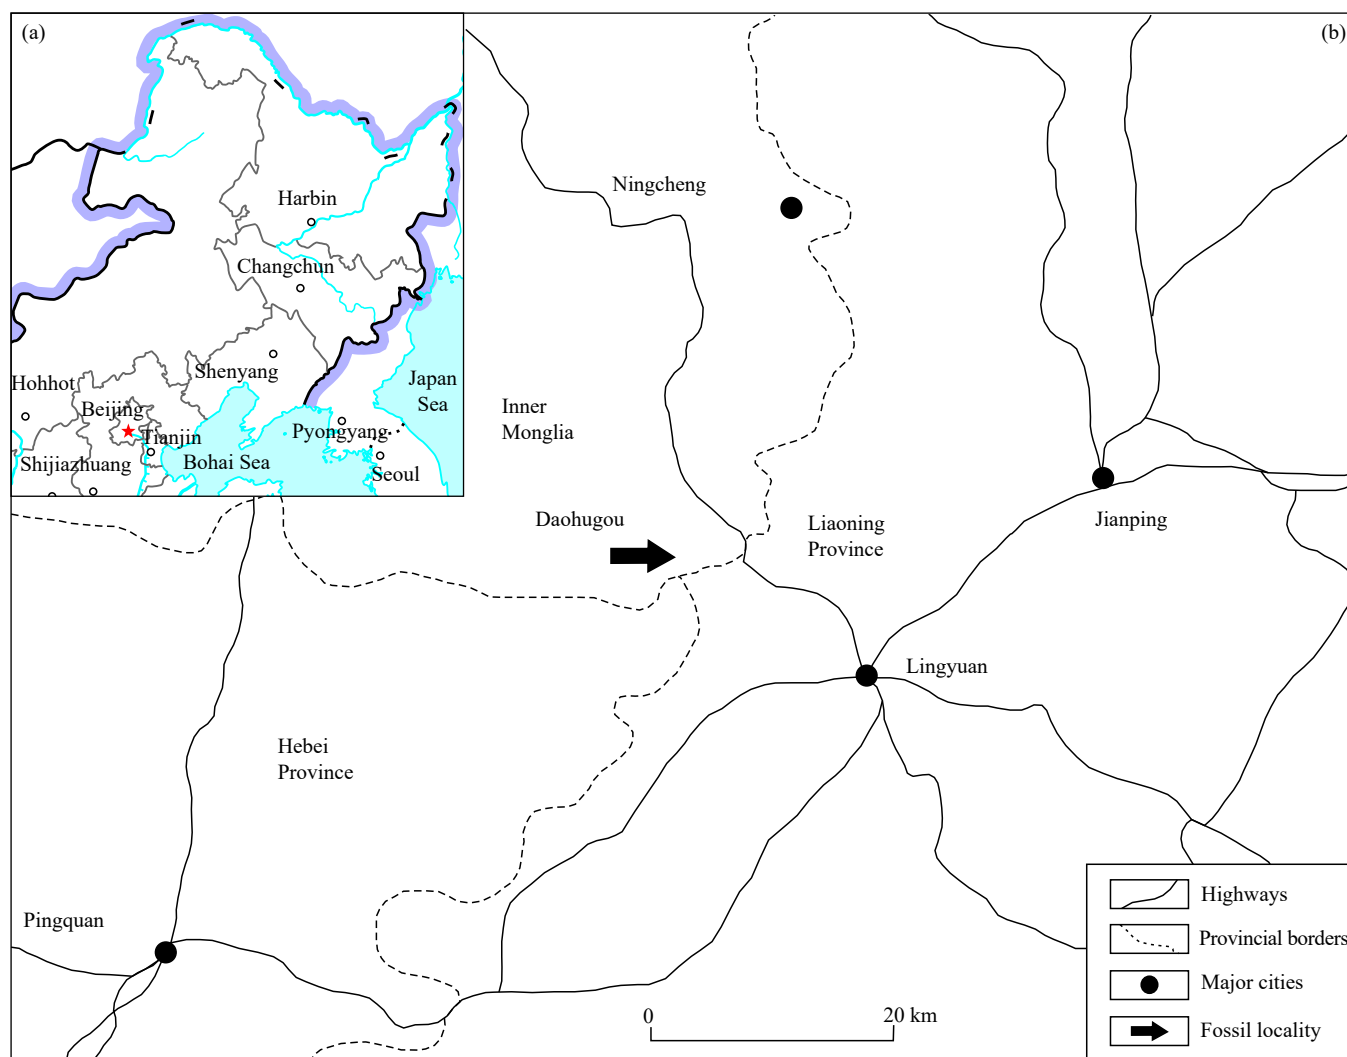 (a)
(b)
Harbin
Changchun
Shenyang
Hohhot
Beijing
Tianjin
Shijiazhuang
Bohai Sea
Pyongyang
Seoul
Japan
Sea
Ningcheng
Inner
Monglia
Daohugou
Liaoning
Province
Jianping
Lingyuan
Hebei
Province
Pingquan
0
20 km
Highways
Provincial borders
Major cities
Fossil locality